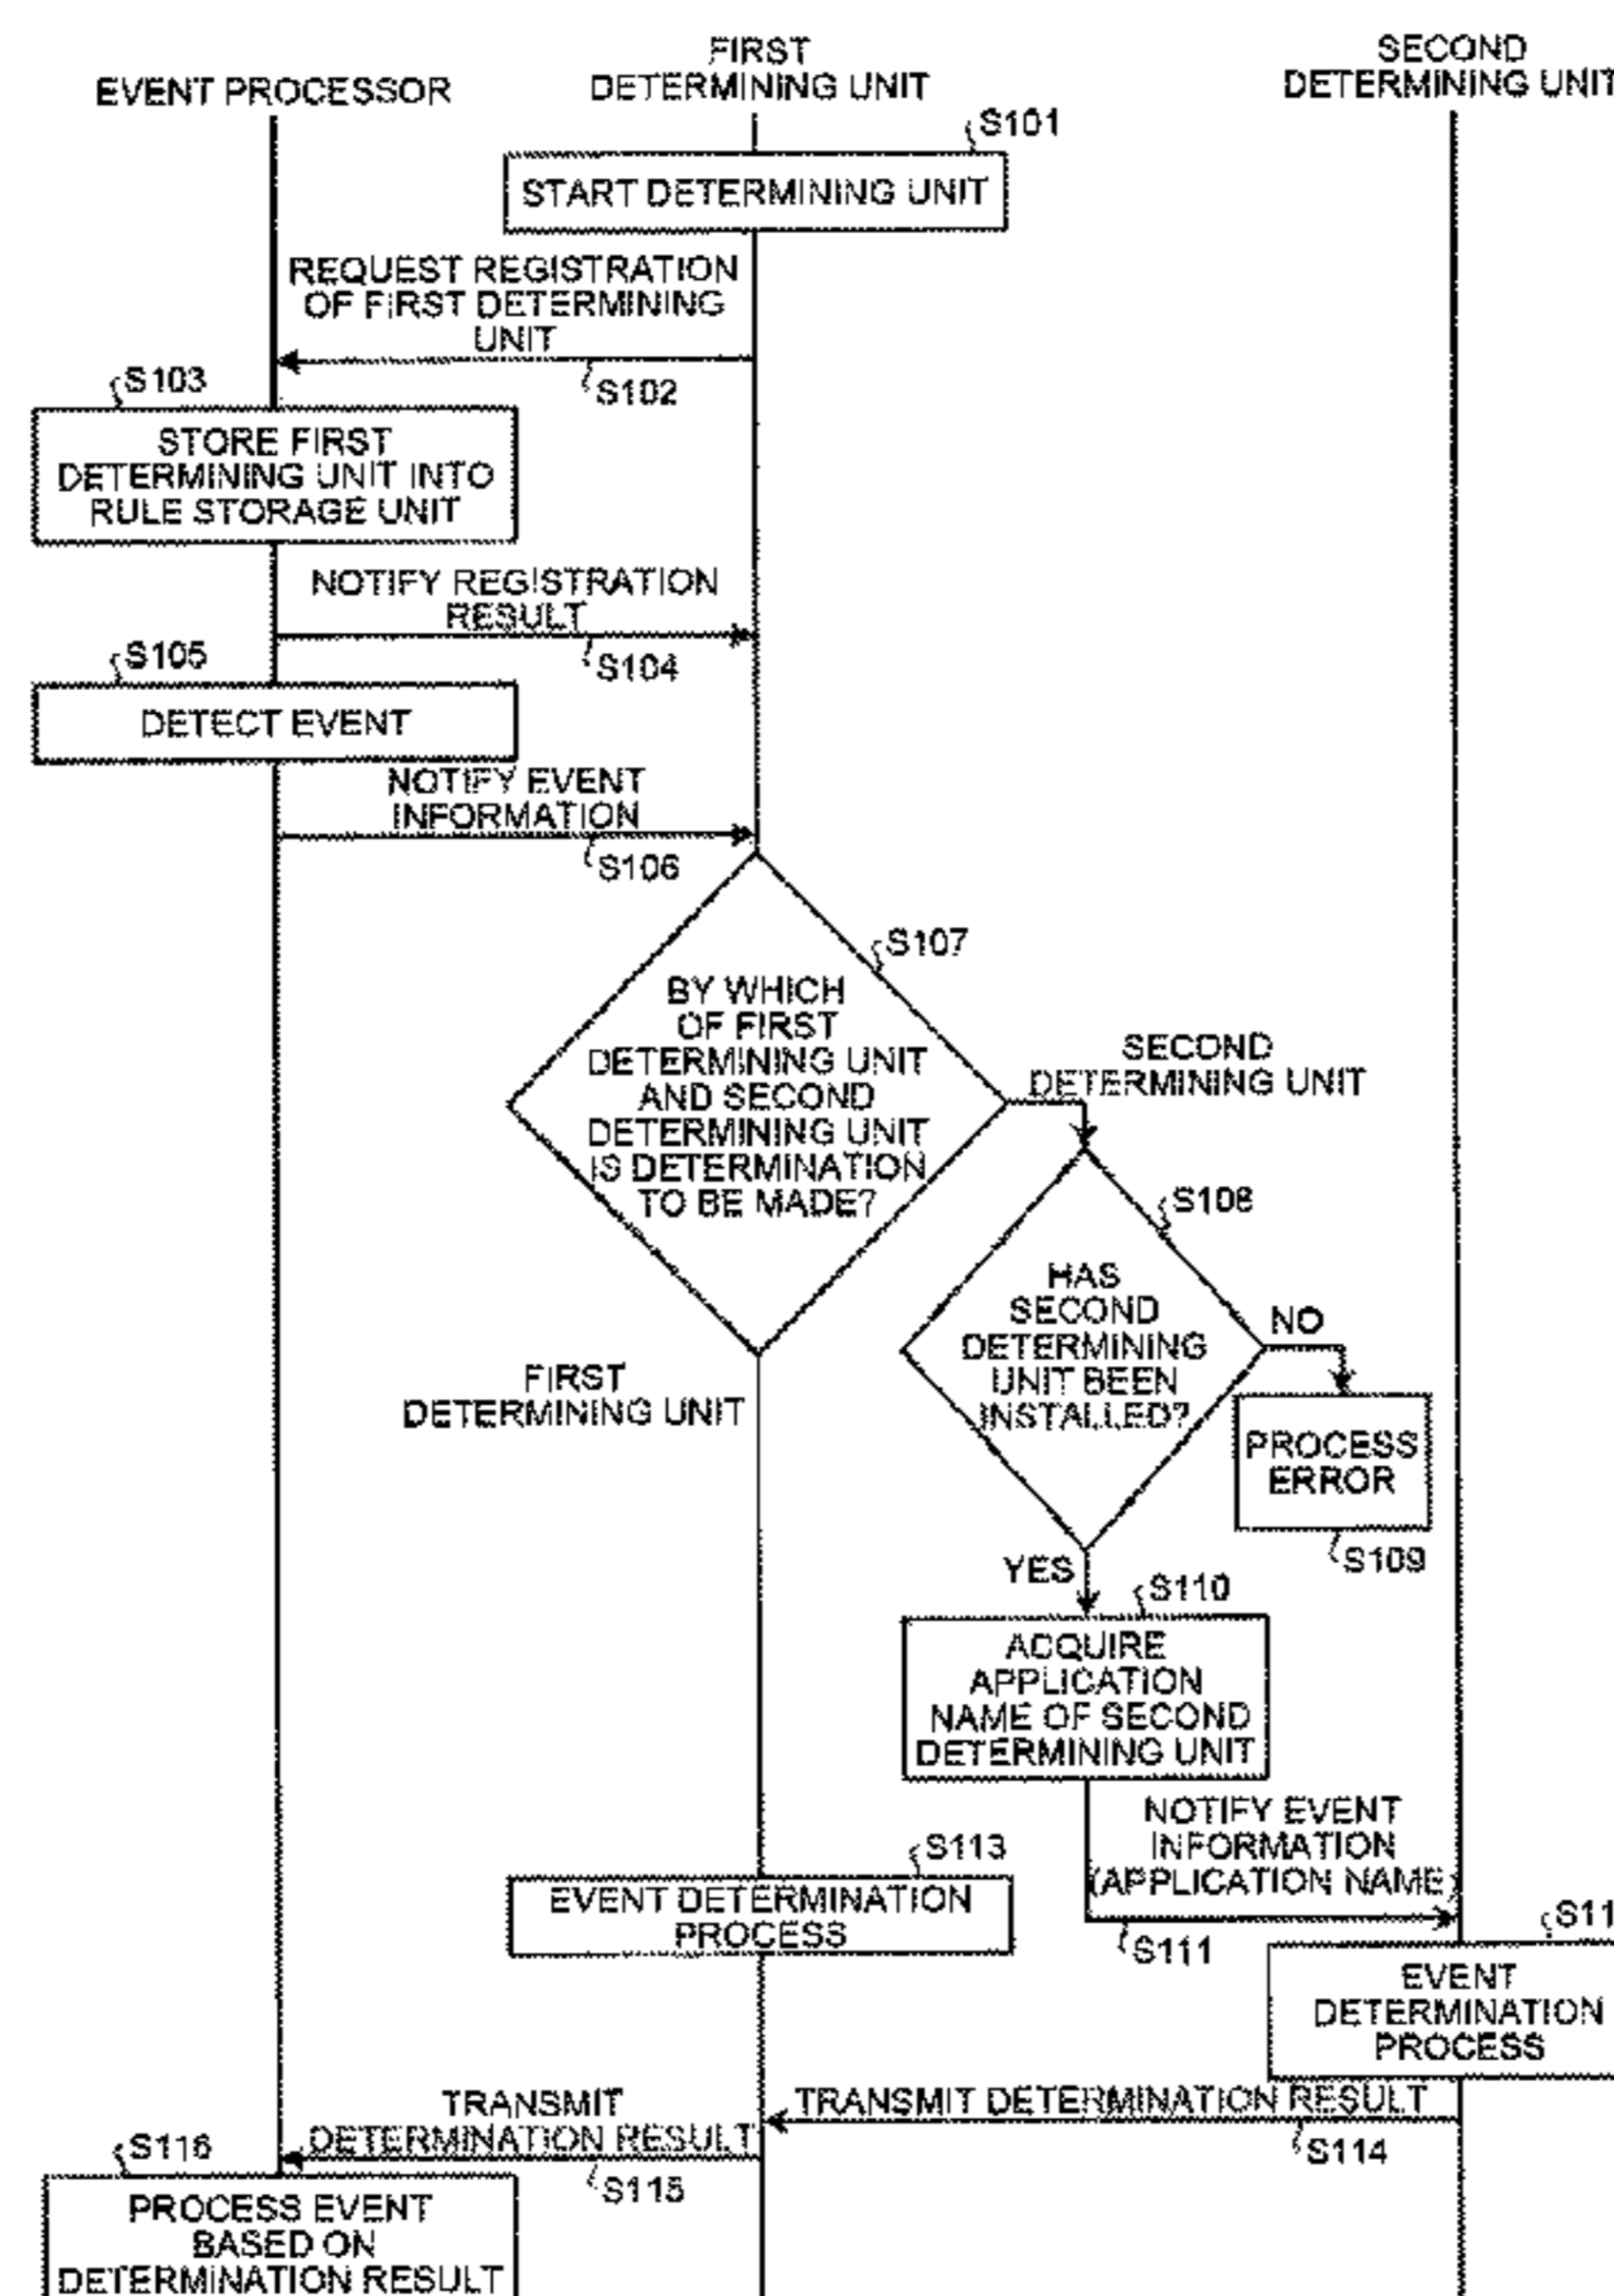 EVENT PROCESSOR
FIRST
DETERMINING UNIT
SECOND
DETERMINING UNIT
S101
START DETERMINING UNIT
REQUEST REGISTRATION
OF FIRST DETERMINING
UNIT
S102
S103
STORE FIRST
DETERMINING UNIT INTO
RULE STORAGE UNIT
NOTIFY REGISTRATION
RESULT
S104
S105
DETECT EVENT
NOTIFY EVENT
INFORMATION
S106
S107
BY WHICH
OF FIRST
DETERMINING UNIT
AND SECOND
DETERMINING UNIT
IS DETERMINATION
TO BE MADE?
SECOND
DETERMINING UNIT
S108
HAS
SECOND
DETERMINING
UNIT BEEN
INSTALLED?
NO
PROCESS
ERROR
S109
FIRST
DETERMINING UNIT
YES
S110
ACQUIRE
APPLICATION
NAME OF SECOND
DETERMINING UNIT
NOTIFY EVENT
INFORMATION
(APPLICATION NAME)
S111
S113
EVENT DETERMINATION
PROCESS
S11
EVENT
DETERMINATION
PROCESS
TRANSMIT DETERMINATION RESULT
S114
TRANSMIT
DETERMINATION RESULT
S115
S116
PROCESS EVENT
BASED ON
DETERMINATION RESULT